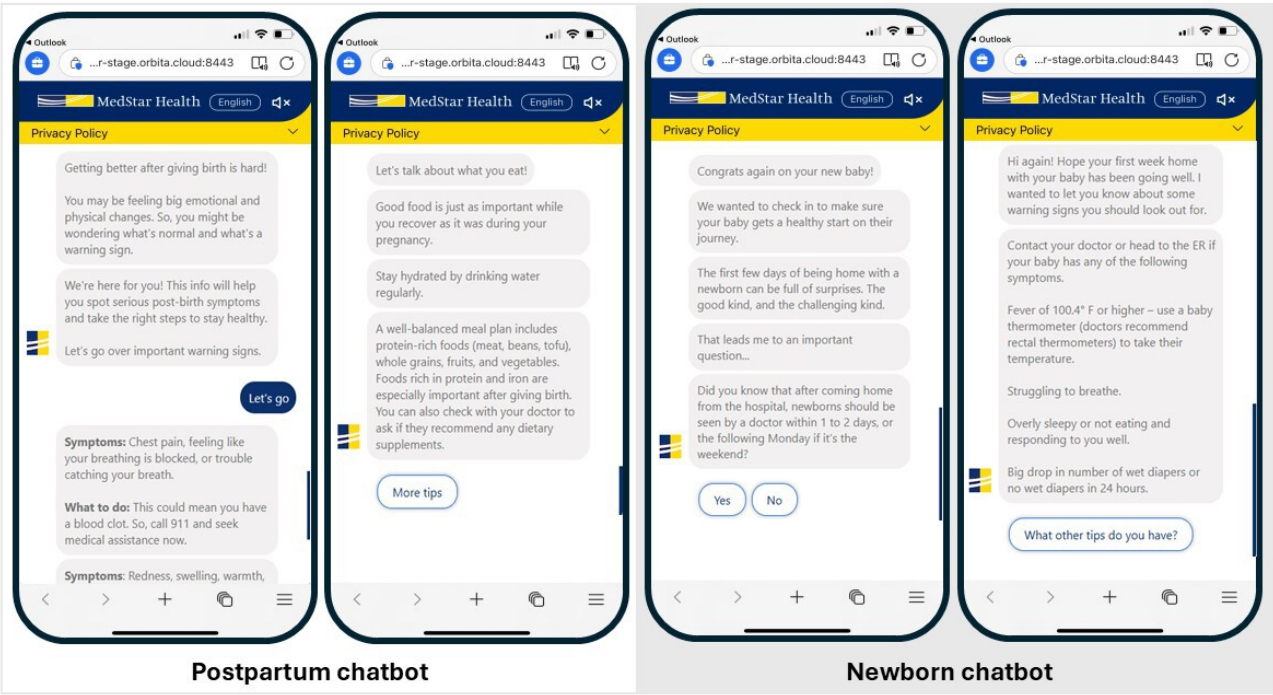 Outlook
...r-stage.orbita.cloud:8443
MedStar Health
English
Privacy Policy
Getting better after giving birth is hard!
You may be feeling big emotional and
physical changes. So, you might be
wondering what's normal and what's a
warning sign.
We're here for you! This info will help
you spot serious post-birth symptoms
and take the right steps to stay healthy.
Let's go over important warning signs.
Let's go
Symptoms: Chest pain, feeling like
your breathing is blocked, or trouble
catching your breath.
What to do: This could mean you have
a blood clot. So, call 911 and seek
medical assistance now.
Symptoms: Redness, swelling, warmth,
Outlook
...r-stage.orbita.cloud:8443
MedStar Health
English
Privacy Policy
Let's talk about what you eat!
Good food is just as important while
you recover as it was during your
pregnancy.
Stay hydrated by drinking water
regularly.
A well-balanced meal plan includes
protein-rich foods (meat, beans, tofu),
whole grains, fruits, and vegetables.
Foods rich in protein and iron are
especially important after giving birth.
You can also check with your doctor to
ask if they recommend any dietary
supplements.
More tips
Postpartum chatbot
Outlook
...r-stage.orbita.cloud:8443
MedStar Health
English
Privacy Policy
Congrats again on your new baby!
We wanted to check in to make sure
your baby gets a healthy start on their
journey.
The first few days of being home with a
newborn can be full of surprises. The
good kind, and the challenging kind.
That leads me to an important
question...
Did you know that after coming home
from the hospital, newborns should be
seen by a doctor within 1 to 2 days, or
the following Monday if it's the
weekend?
Yes
No
Outlook
...r-stage.orbita.cloud:8443
MedStar Health
English
Privacy Policy
Hi again! Hope your first week home
with your baby has been going well. I
wanted to let you know about some
warning signs you should look out for.
Contact your doctor or head to the ER if
your baby has any of the following
symptoms.
Fever of 100.4° F or higher – use a baby
thermometer (doctors recommend
rectal thermometers) to take their
temperature.
Struggling to breathe.
Overly sleepy or not eating and
responding to you well.
Big drop in number of wet diapers or
no wet diapers in 24 hours.
What other tips do you have?
Newborn chatbot